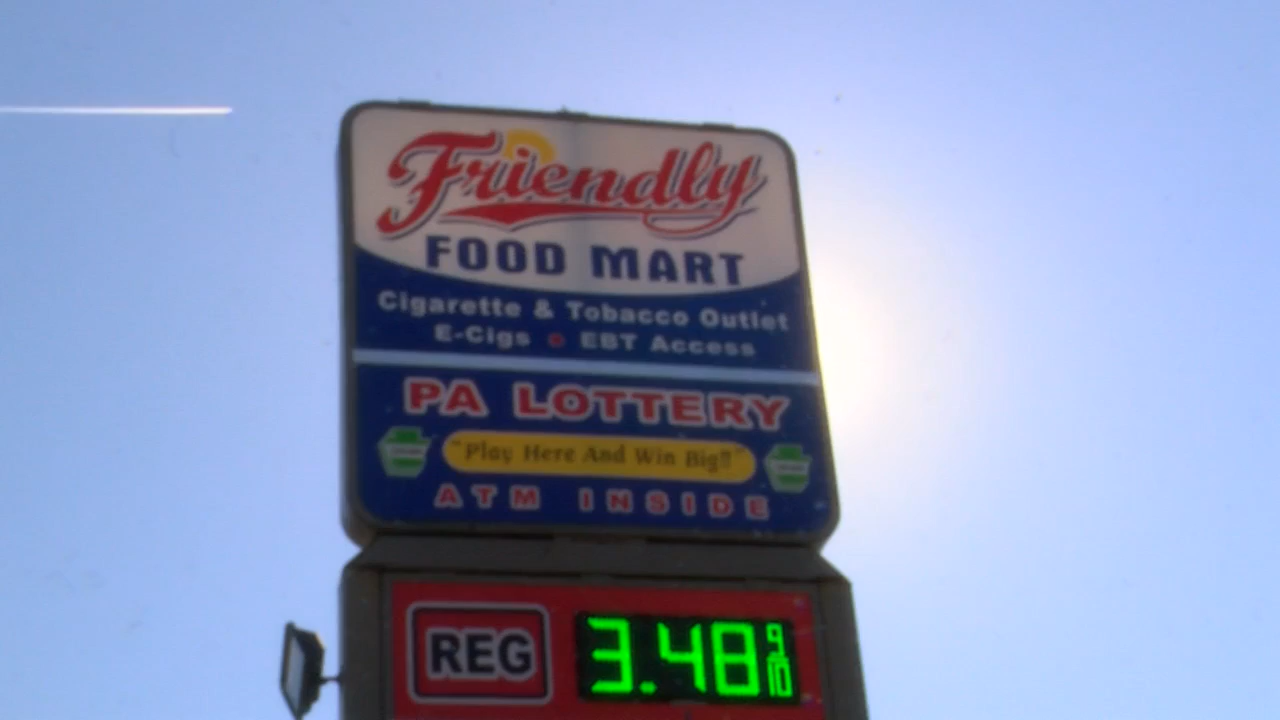 Friendly
FOOD MART
Cigarette & Tobacco Outlet
E-Cigs • EBT Access
PA LOTTERY
"Play Here And Win Big!!"
ATM INSIDE
REG 3.48 9/10